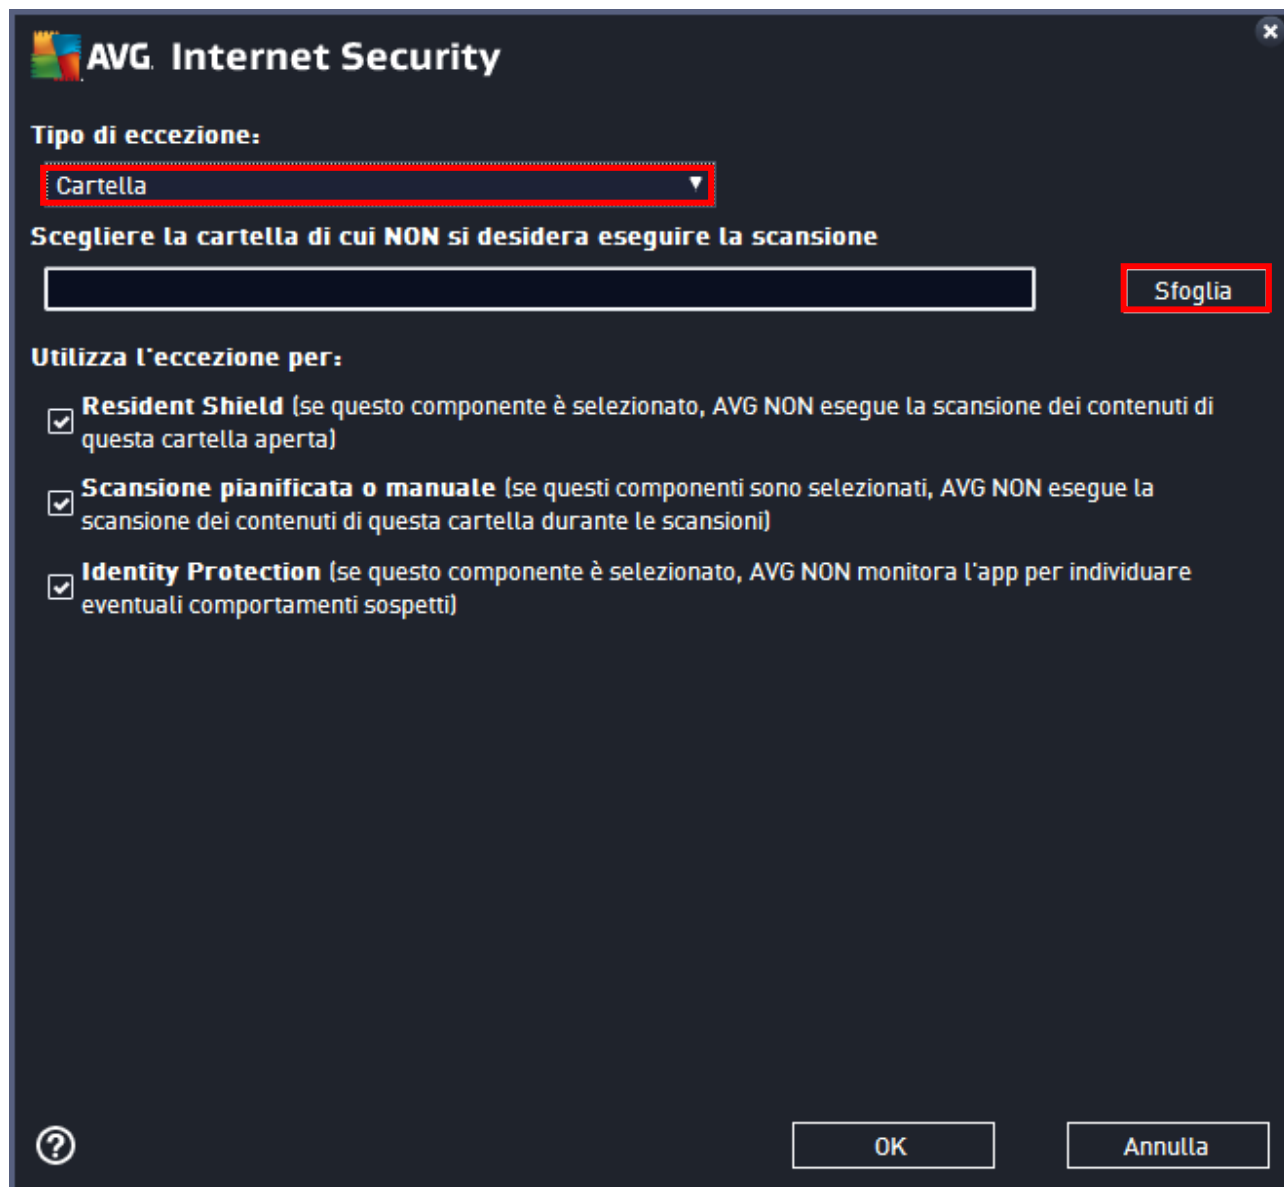 AVG. Internet Security
Tipo di eccezione:
Cartella
Scegliere la cartella di cui NON si desidera eseguire la scansione
Sfoglia
Utilizza l'eccezione per:
Resident Shield (se questo componente è selezionato, AVG NON esegue la scansione dei contenuti di
questa cartella aperta)
Scansione pianificata o manuale (se questi componenti sono selezionati, AVG NON esegue la
scansione dei contenuti di questa cartella durante le scansioni)
Identity Protection (se questo componente è selezionato, AVG NON monitora l'app per individuare
eventuali comportamenti sospetti)
OK
Annulla